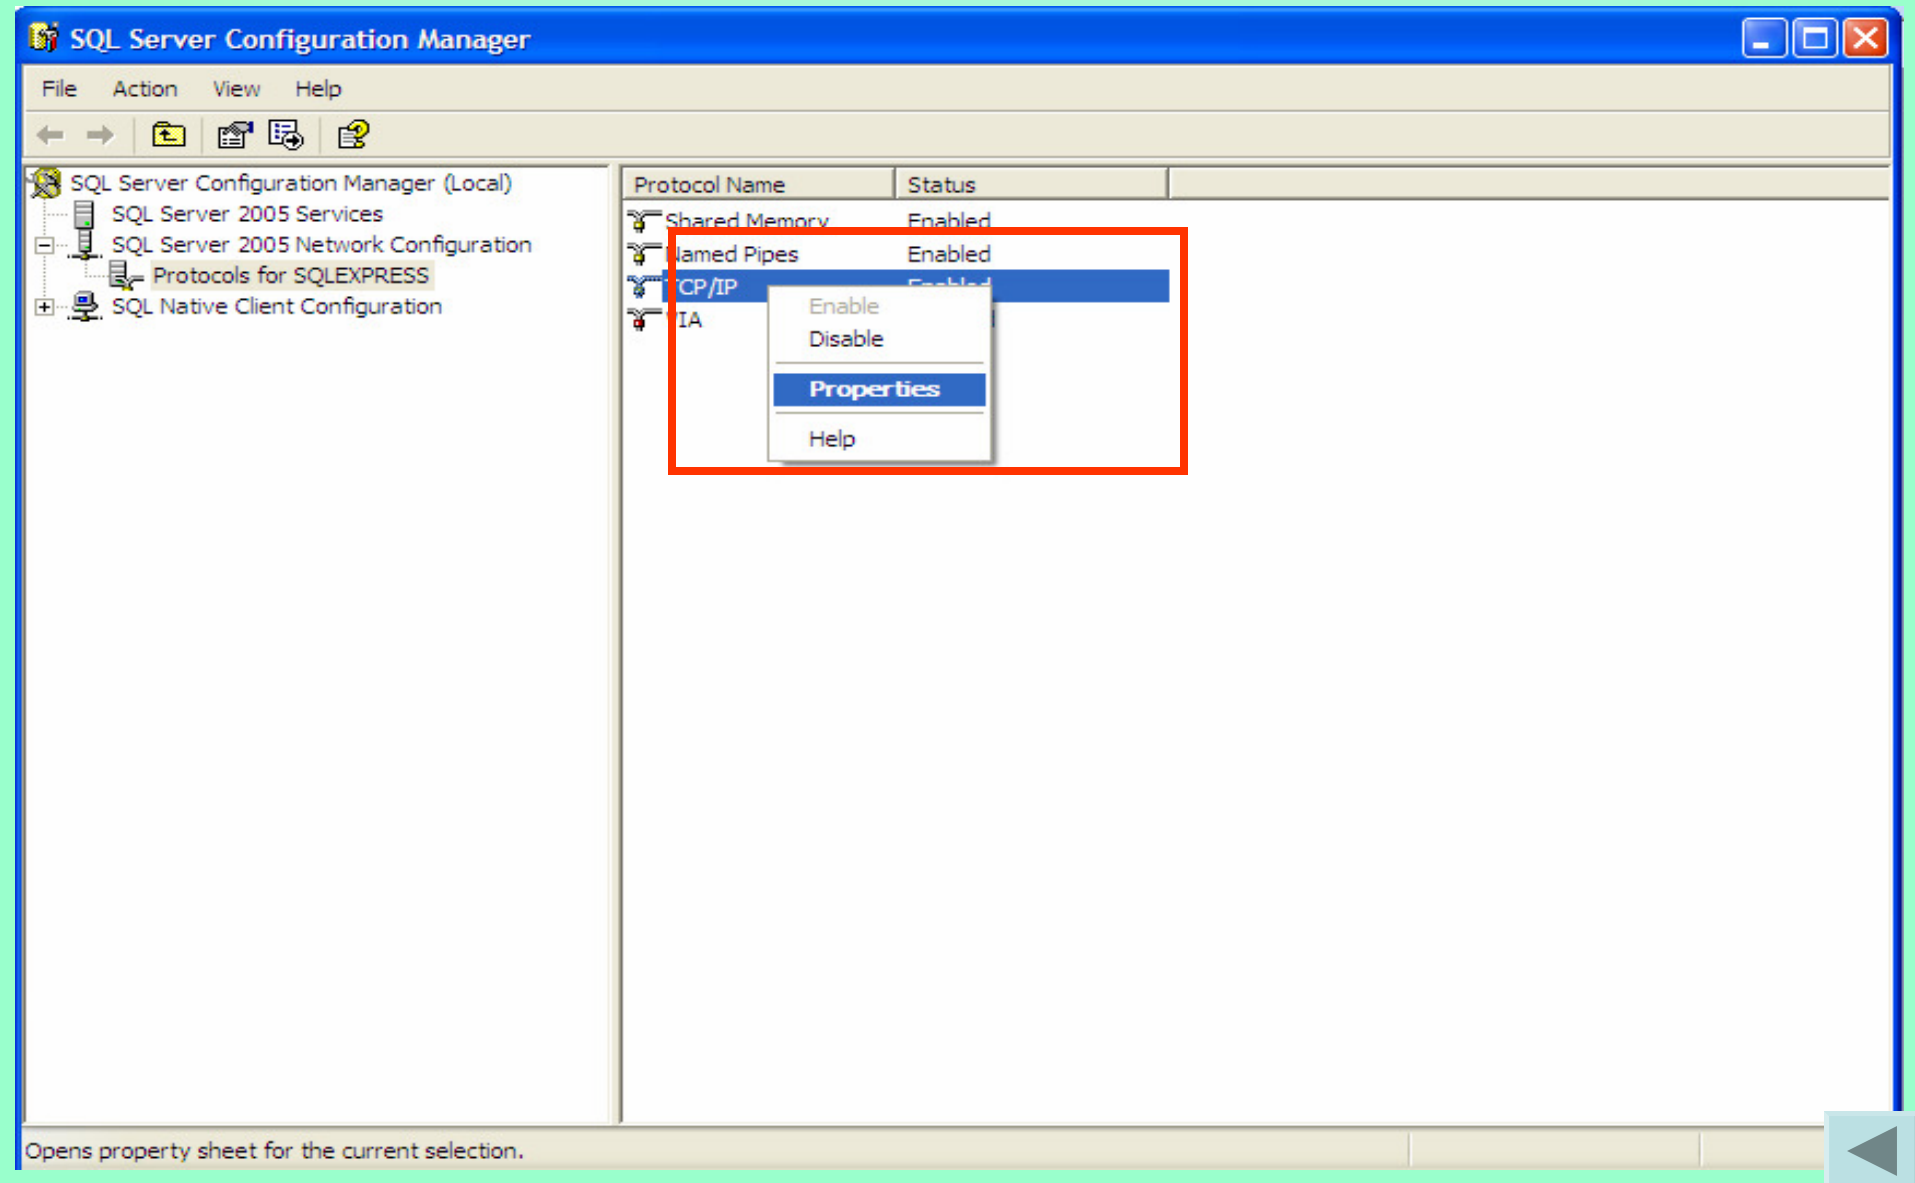 SQL Server Configuration Manager
File Action View Help
SQL Server Configuration Manager (Local)
SQL Server 2005 Services
SQL Server 2005 Network Configuration
Protocols for SQLEXPRESS
SQL Native Client Configuration
Protocol Name Status
Shared Memory Enabled
Named Pipes Enabled
TCP/IP Enabled
VIA
Enable
Disable
Properties
Help
Opens property sheet for the current selection.